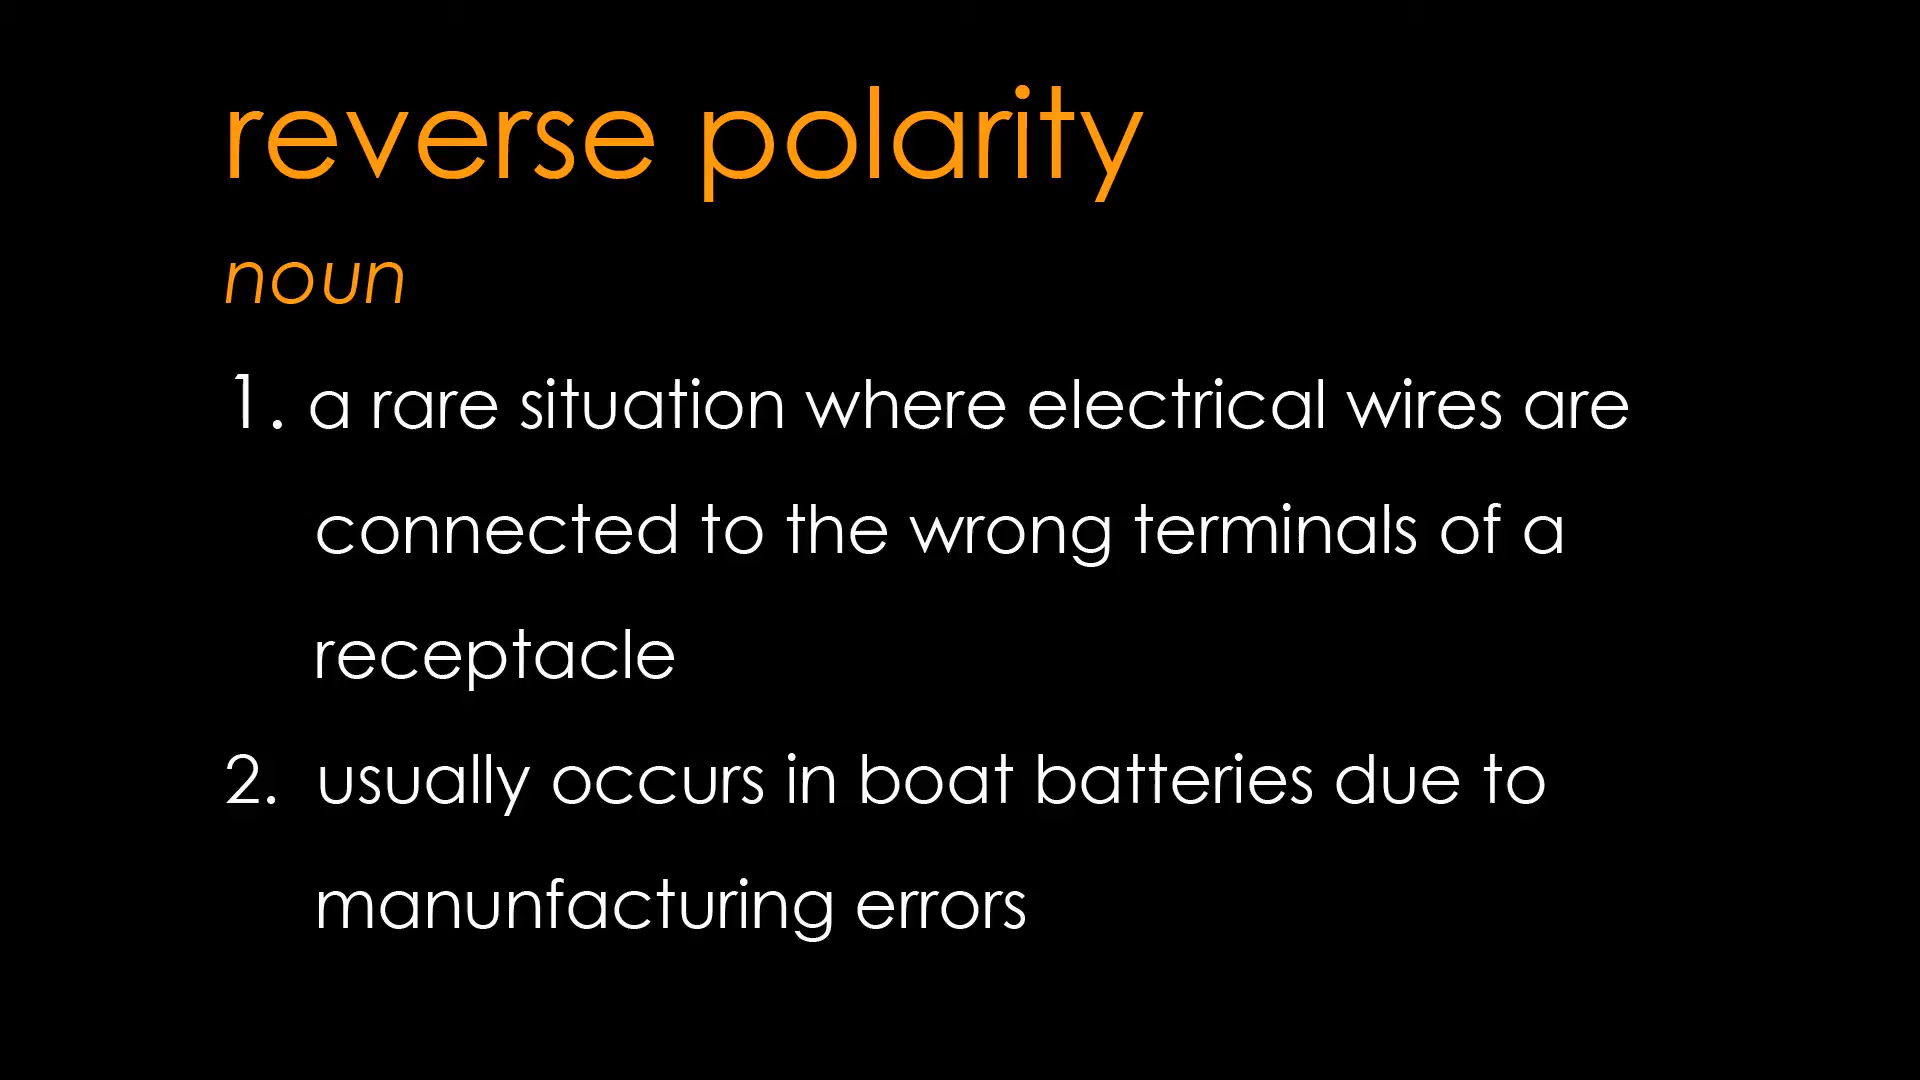 reverse polarity
noun
1. a rare situation where electrical wires are
connected to the wrong terminals of a
receptacle
2. usually occurs in boat batteries due to
manunfacturing errors